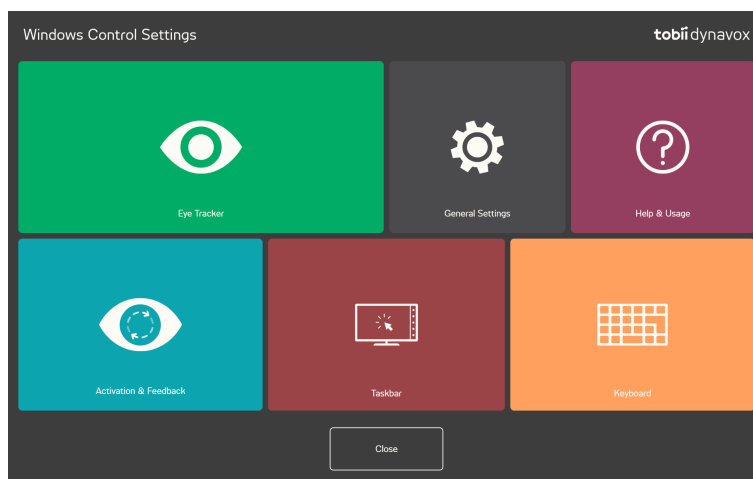 Windows Control Settings
tobii dynavox
Eye Tracker
General Settings
Help & Usage
Activation & Feedback
Taskbar
Keyboard
Close